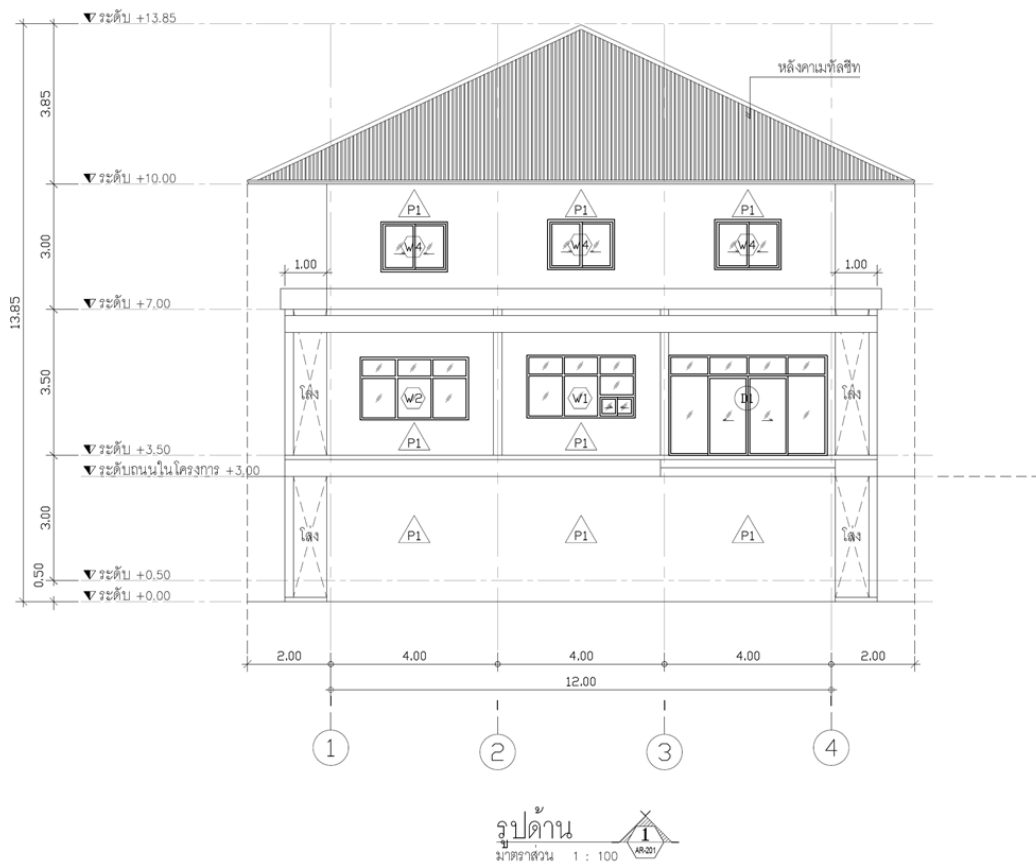 ระดับ +13.85
หลังคาเมทัลชีท
3.85
ระดับ +10.00
P1 P1 P1
W4 W4 W4
3.00
1.00 1.00
ระดับ +7.00
13.85
3.50
โล่ง W2 W1 D1 โล่ง
P1 P1
ระดับ +3.50
ระดับถนนในโครงการ +3.00
3.00
โล่ง P1 P1 P1 โล่ง
ระดับ +0.50
0.50
ระดับ +0.00
2.00 4.00 4.00 4.00 2.00
12.00
1 2 3 4
รูปด้าน
มาตราส่วน 1 : 100
1
AR-201